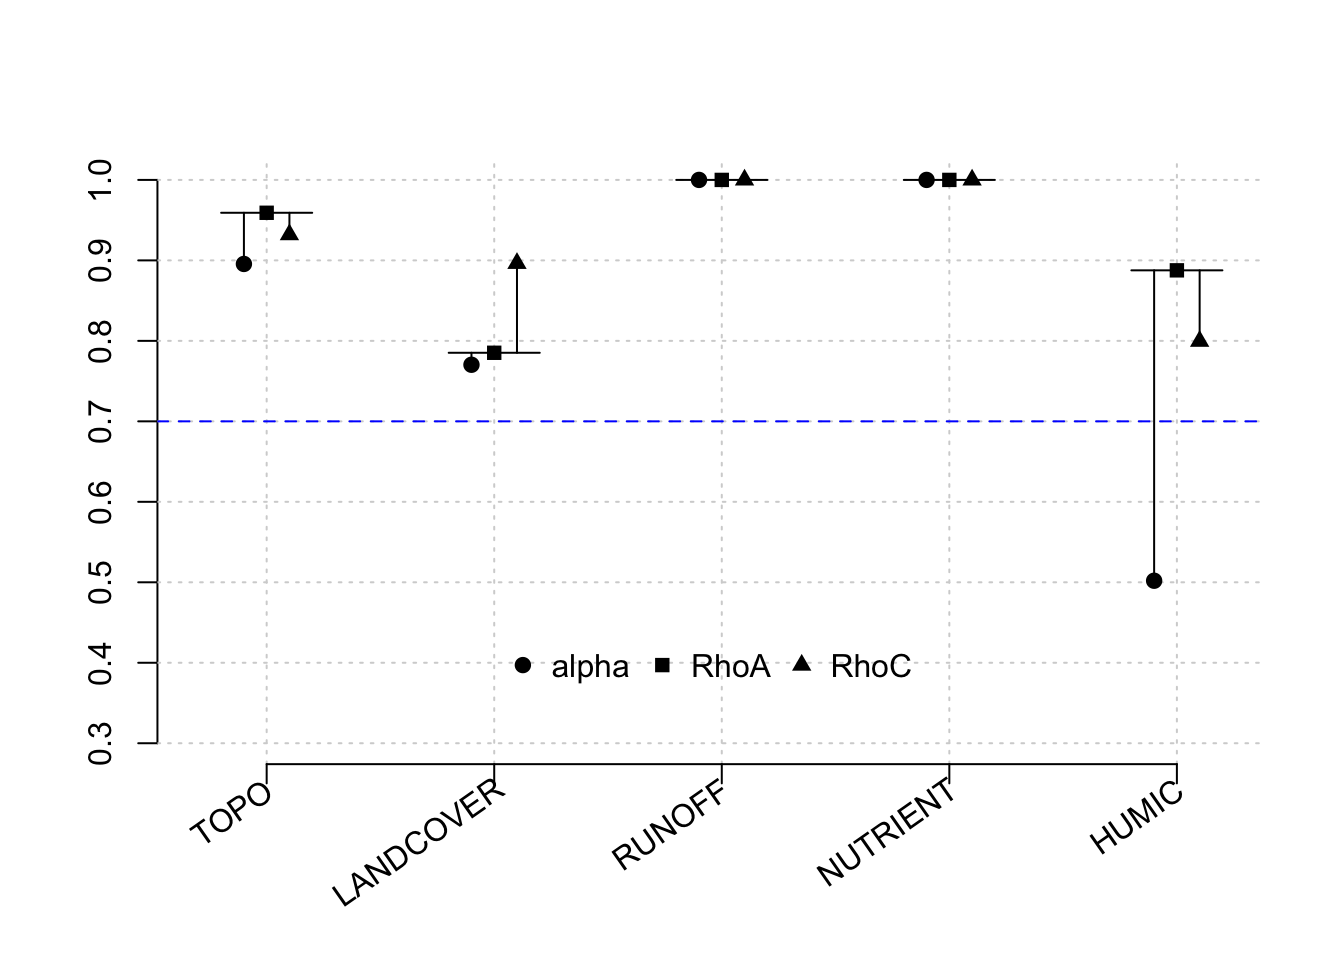 1.0
0.9
0.8
0.7
0.6
0.5
0.4
0.3
alpha RhoA RhoC
TOPO
LANDCOVER
RUNOFF
NUTRIENT
HUMIC